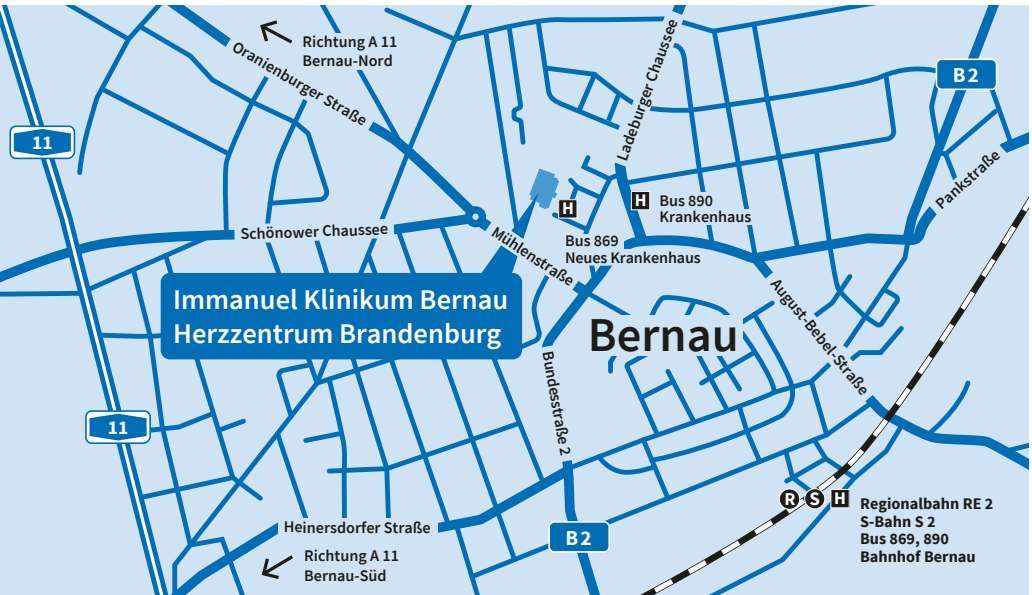 Richtung A 11
Bernau-Nord
Oranienburger Straße
Ladeburger Chaussee
B 2
11
Pankstraße
H
Bus 890
Krankenhaus
H
Schönower Chaussee
Mühlenstraße
Bus 869
Neues Krankenhaus
Immanuel Klinikum Bernau
Herzzentrum Brandenburg
Bernau
August-Bebel-Straße
Bundesstraße 2
11
R S H
Regionalbahn RE 2
S-Bahn S 2
Bus 869, 890
Bahnhof Bernau
Heinersdorfer Straße
B 2
Richtung A 11
Bernau-Süd